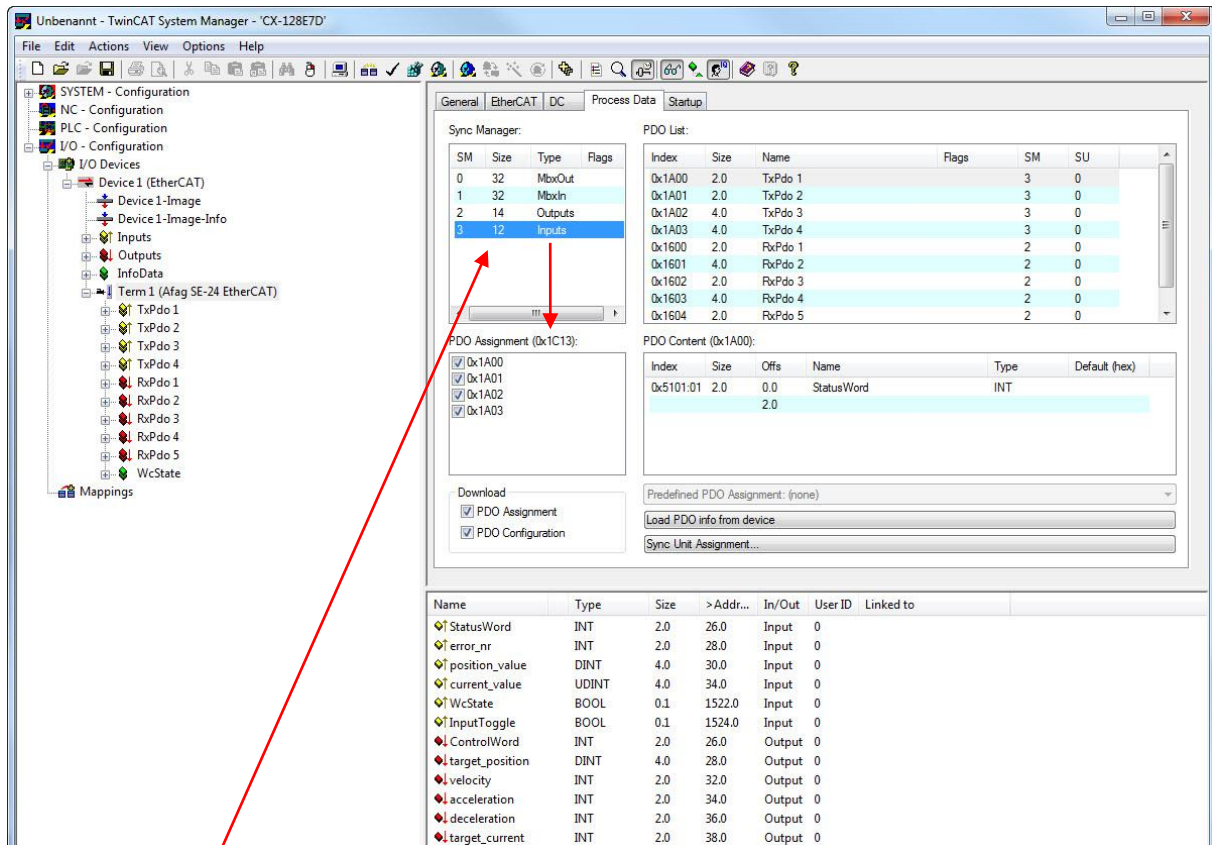 Unbenannt - TwinCAT System Manager - 'CX-128E7D'
File Edit Actions View Options Help
SYSTEM - Configuration
NC - Configuration
PLC - Configuration
I/O - Configuration
I/O Devices
Device 1 (EtherCAT)
Device 1-Image
Device 1-Image-Info
Inputs
Outputs
InfoData
Term 1 (Afag SE-24 EtherCAT)
TxPdo 1
TxPdo 2
TxPdo 3
TxPdo 4
RxPdo 1
RxPdo 2
RxPdo 3
RxPdo 4
RxPdo 5
WcState
Mappings
General EtherCAT DC Process Data Startup
Sync Manager:
SM Size Type Flags
0 32 MbxOut
1 32 MbxIn
2 14 Outputs
3 12 Inputs
PDO List:
Index Size Name Flags SM SU
0x1A00 2.0 TxPdo 1 3 0
0x1A01 2.0 TxPdo 2 3 0
0x1A02 4.0 TxPdo 3 3 0
0x1A03 4.0 TxPdo 4 3 0
0x1600 2.0 RxPdo 1 2 0
0x1601 4.0 RxPdo 2 2 0
0x1602 2.0 RxPdo 3 2 0
0x1603 4.0 RxPdo 4 2 0
0x1604 2.0 RxPdo 5 2 0
PDO Assignment (0x1C13):
0x1A00
0x1A01
0x1A02
0x1A03
PDO Content (0x1A00):
Index Size Offs Name Type Default (hex)
0x5101:01 2.0 0.0 StatusWord INT
2.0
Download
PDO Assignment
PDO Configuration
Predefined PDO Assignment: (none)
Load PDO info from device
Sync Unit Assignment...
Name Type Size >Addr... In/Out User ID Linked to
StatusWord INT 2.0 26.0 Input 0
error_nr INT 2.0 28.0 Input 0
position_value DINT 4.0 30.0 Input 0
current_value UDINT 4.0 34.0 Input 0
WcState BOOL 0.1 1522.0 Input 0
InputToggle BOOL 0.1 1524.0 Input 0
ControlWord INT 2.0 26.0 Output 0
target_position DINT 4.0 28.0 Output 0
velocity INT 2.0 32.0 Output 0
acceleration INT 2.0 34.0 Output 0
deceleration INT 2.0 36.0 Output 0
target_current INT 2.0 38.0 Output 0